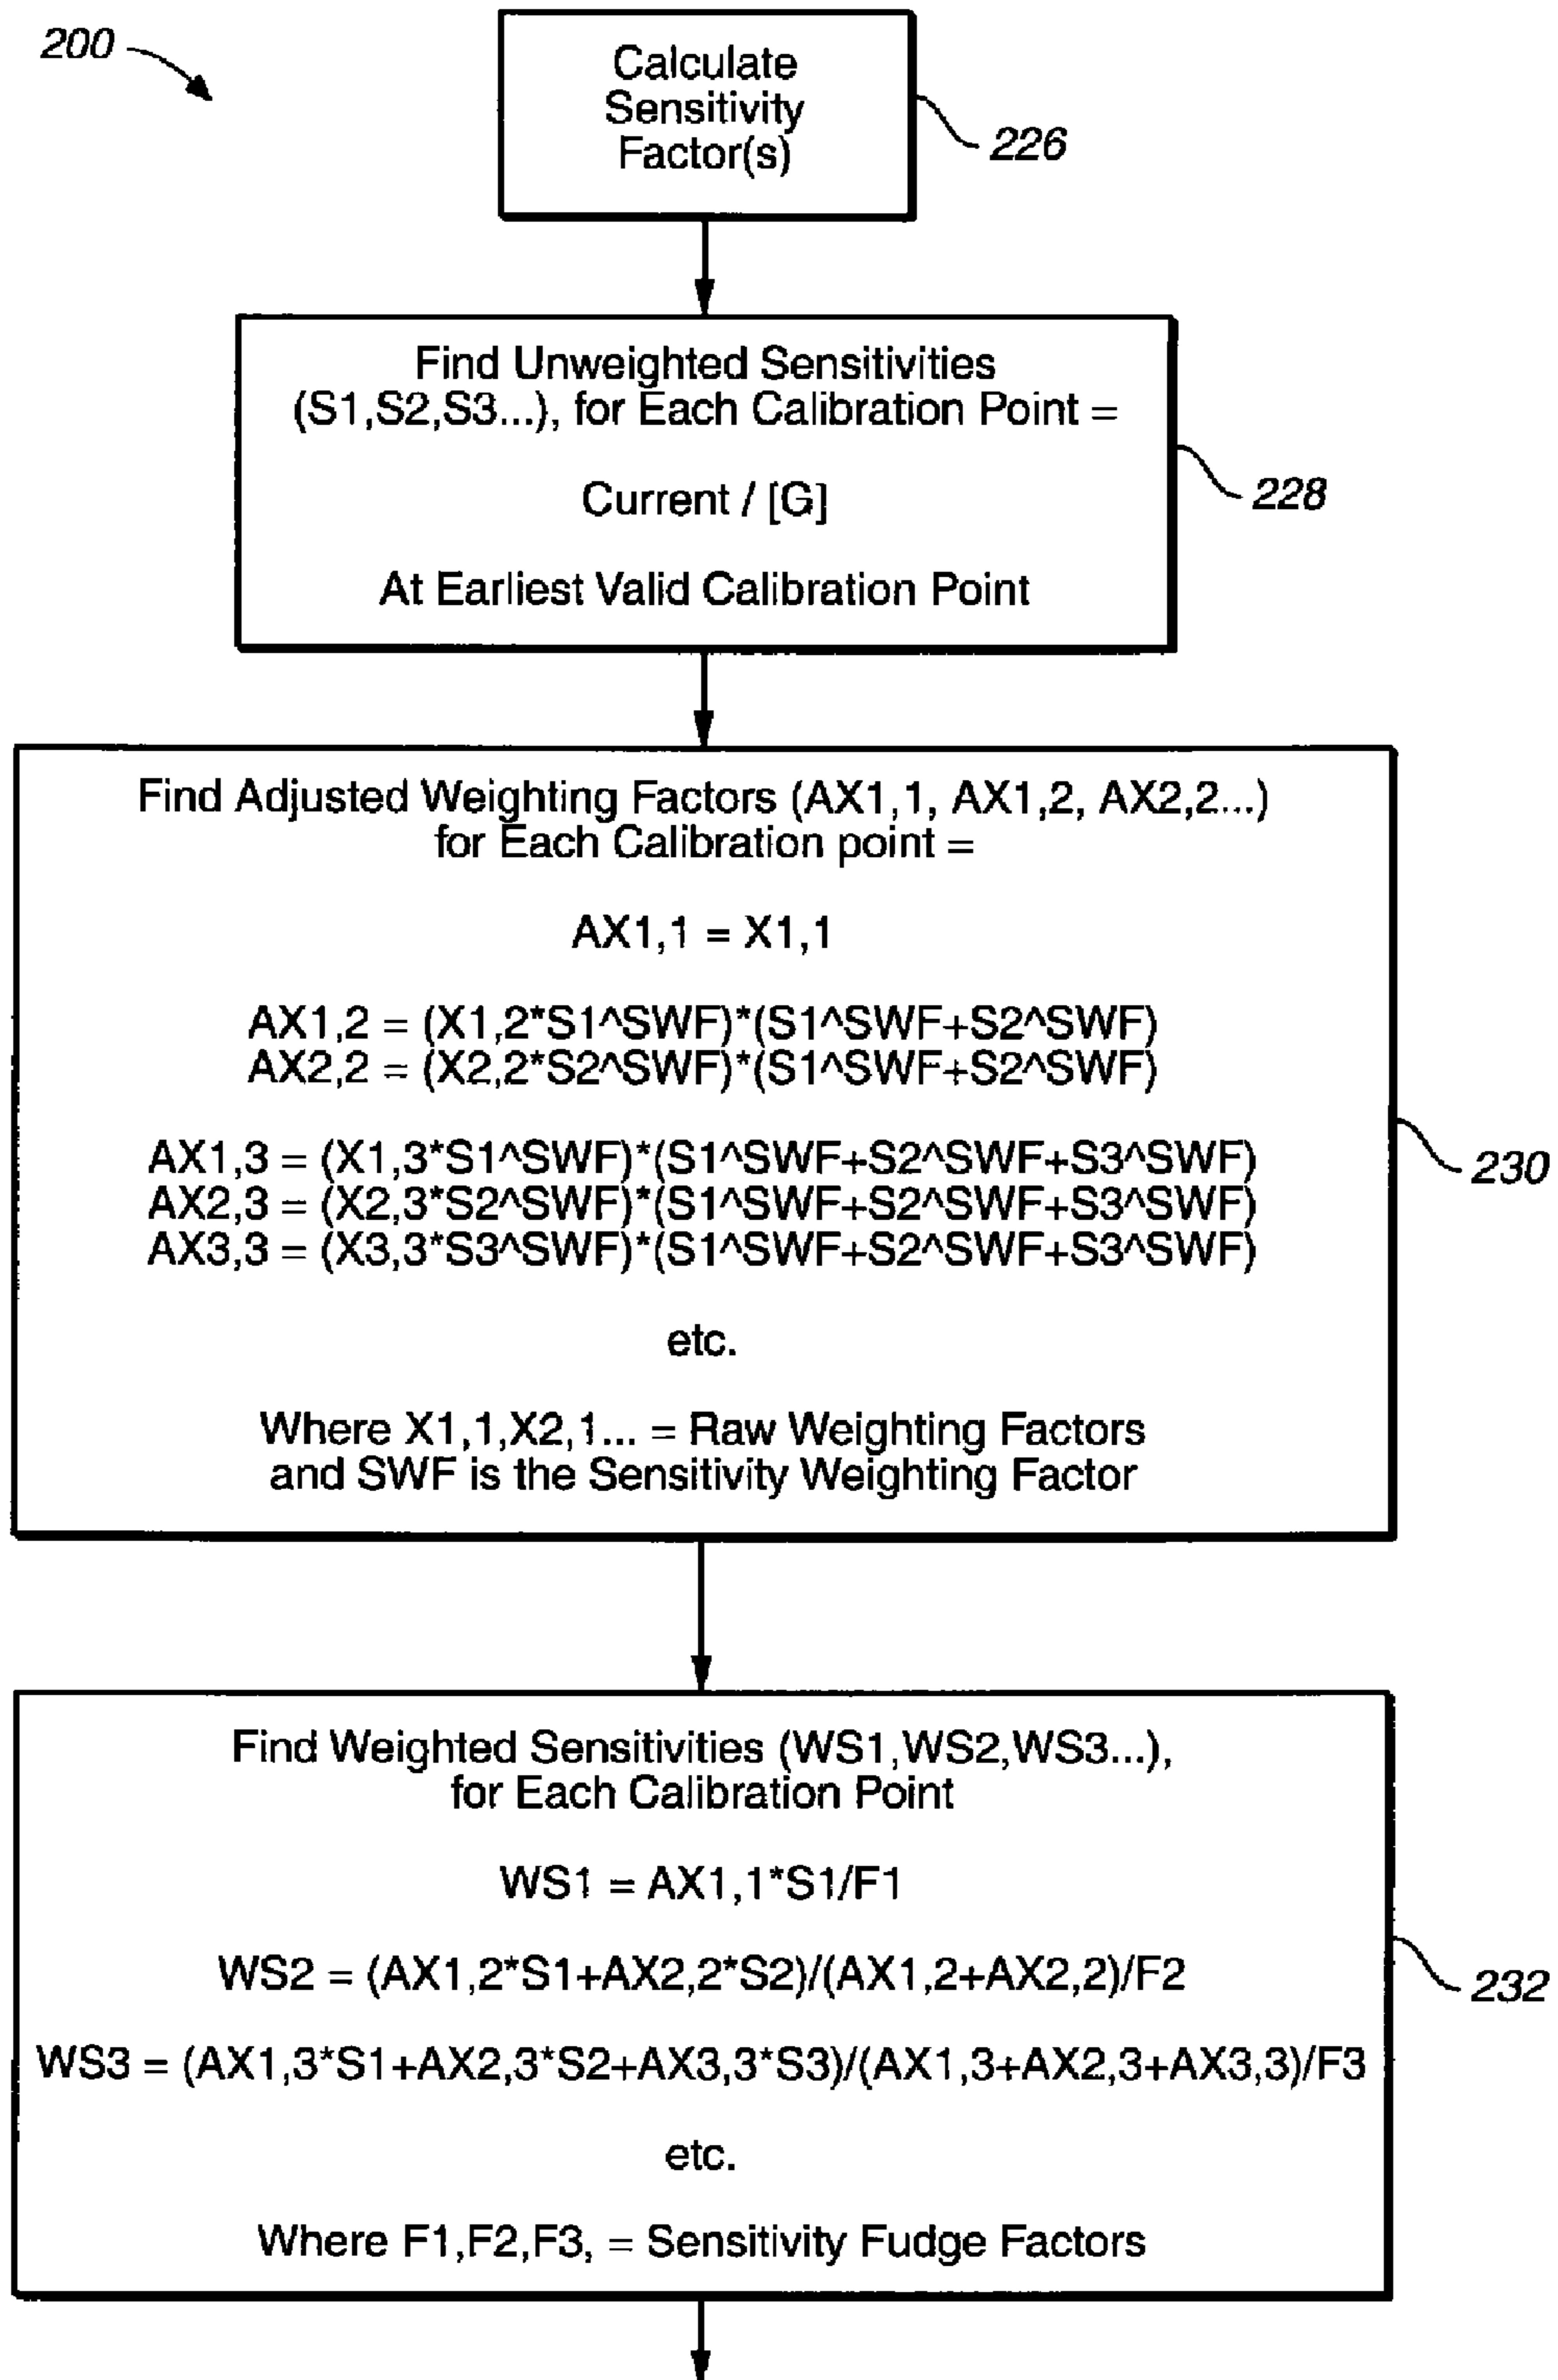 200
Calculate
Sensitivity
Factor(s)
226
Find Unweighted Sensitivities
(S1,S2,S3...), for Each Calibration Point =
Current / [G]
At Earliest Valid Calibration Point
228
Find Adjusted Weighting Factors (AX1,1, AX1,2, AX2,2...)
for Each Calibration point =
AX1,1 = X1,1
AX1,2 = (X1,2*S1^SWF)*(S1^SWF+S2^SWF)
AX2,2 = (X2,2*S2^SWF)*(S1^SWF+S2^SWF)
AX1,3 = (X1,3*S1^SWF)*(S1^SWF+S2^SWF+S3^SWF)
AX2,3 = (X2,3*S2^SWF)*(S1^SWF+S2^SWF+S3^SWF)
AX3,3 = (X3,3*S3^SWF)*(S1^SWF+S2^SWF+S3^SWF)
etc.
Where X1,1,X2,1... = Raw Weighting Factors
and SWF is the Sensitivity Weighting Factor
230
Find Weighted Sensitivities (WS1,WS2,WS3...),
for Each Calibration Point
WS1 = AX1,1*S1/F1
WS2 = (AX1,2*S1+AX2,2*S2)/(AX1,2+AX2,2)/F2
WS3 = (AX1,3*S1+AX2,3*S2+AX3,3*S3)/(AX1,3+AX2,3+AX3,3)/F3
etc.
Where F1,F2,F3, = Sensitivity Fudge Factors
232